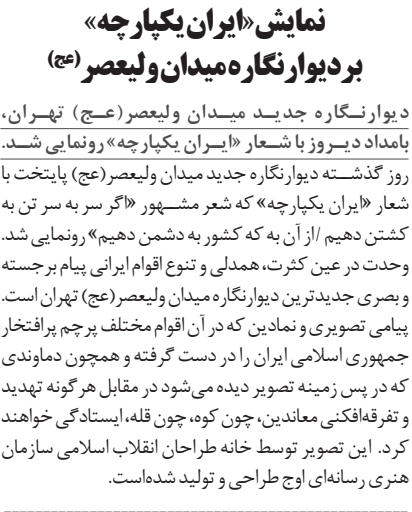 نمایش «ایران یکپارچه»
بر دیوارنگاره میدان ولیعصر (عج)
دیوارنگاره جدید میدان ولیعصر(عج) تهران،
بامداد دیروز با شعار «ایران یکپارچه» رونمایی شد.
روز گذشته دیوارنگاره جدید میدان ولیعصر(عج) پایتخت با
شعار «ایران یکپارچه» که شعر مشهور «اگر سر به سر تن به
کشتن دهیم /از آن به که کشور به دشمن دهیم» رونمایی شد.
وحدت در عین کثرت، همدلی و تنوع اقوام ایرانی پیام برجسته
و بصری جدیدترین دیوارنگاره میدان ولیعصر(عج) تهران است.
پیامی تصویری و نمادین که در آن اقوام مختلف پرچم پرافتخار
جمهوری اسلامی ایران را در دست گرفته و همچون دماوندی
که در پس زمینه تصویر دیده می‌شود در مقابل هرگونه تهدید
و تفرقه‌افکنی معاندین، چون کوه، چون قله، ایستادگی خواهند
کرد. این تصویر توسط خانه طراحان انقلاب اسلامی سازمان
هنری رسانه‌ای اوج طراحی و تولید شده‌است.